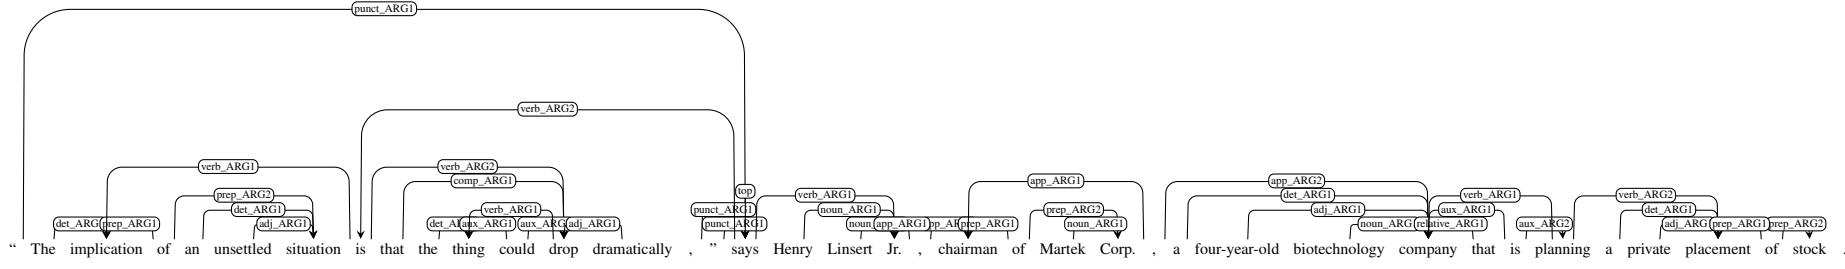 punct_ARG1
verb_ARG2
verb_ARG1 verb_ARG2 comp_ARG1 app_ARG1 app_ARG2
prep_ARG2 top verb_ARG1 det_ARG1 verb_ARG1 verb_ARG2
det_ARG1 verb_ARG1 punct_ARG1 noun_ARG1 prep_ARG2 adj_ARG1 aux_ARG1 det_ARG1
prep_ARG1 adj_ARG1 aux_ARG1 adj_ARG1 punct_ARG1 app_ARG1 prep_ARG1 noun_ARG1 relative_ARG1 aux_ARG2 prep_ARG1 prep_ARG2
“ The implication of an unsettled situation is that the thing could drop dramatically , ” says Henry Linsert Jr. , chairman of Martek Corp. , a four-year-old biotechnology company that is planning a private placement of stock .